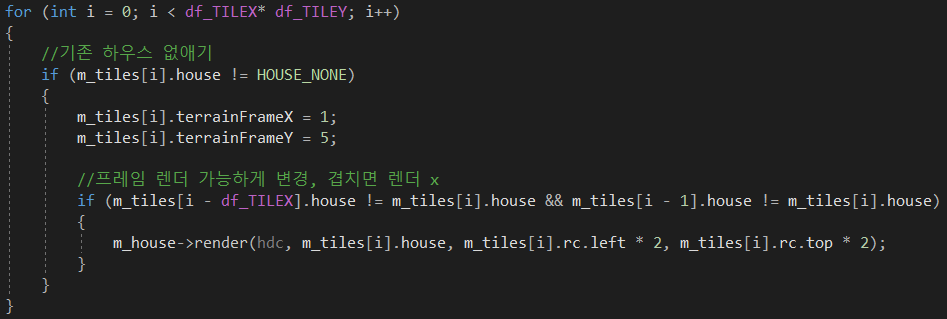 for (int i = 0; i < df_TILEX* df_TILEY; i++)
{
    //기존 하우스 없애기
    if (m_tiles[i].house != HOUSE_NONE)
    {
        m_tiles[i].terrainFrameX = 1;
        m_tiles[i].terrainFrameY = 5;

        //프레임 렌더 가능하게 변경, 겹치면 렌더 x
        if (m_tiles[i - df_TILEX].house != m_tiles[i].house && m_tiles[i - 1].house != m_tiles[i].house)
        {
            m_house->render(hdc, m_tiles[i].house, m_tiles[i].rc.left * 2, m_tiles[i].rc.top * 2);
        }
    }
}